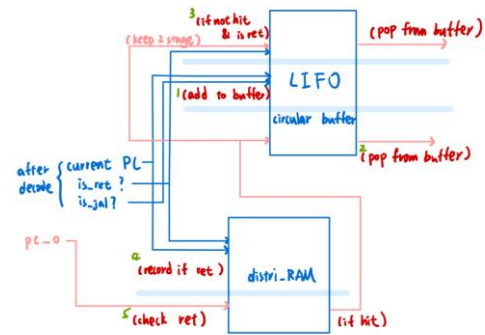 3 (if not hit
& is ret)
(pop from buffer)
(keep 2 stage)
LIFO
1 (add to buffer)
circular buffer
2 (pop from buffer)
after
decode
current PC
is_ret ?
is_jal ?
pc_0
4 (record if ret)
distri_RAM
5 (check ret)
(if hit)